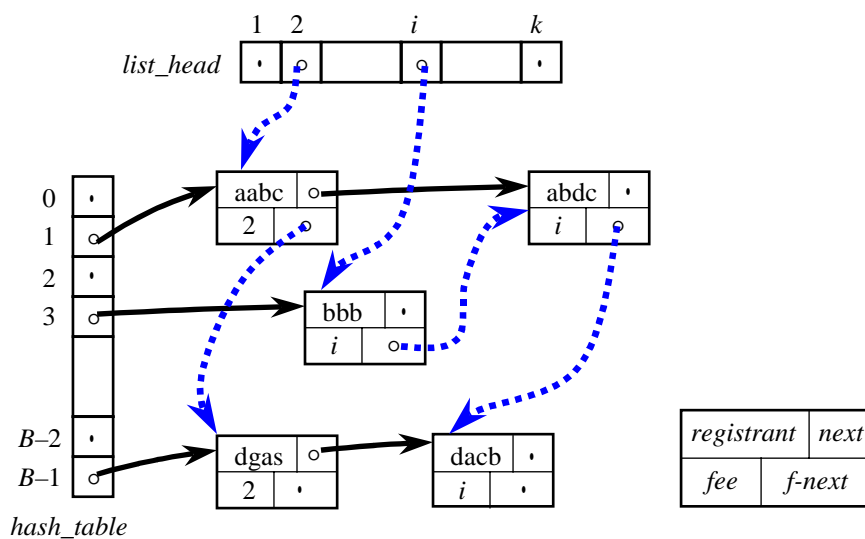 1 2 i k
list_head
0
aabc
abdc
1
2
i
2
3
bbb
i
B–2
registrant next
dgas
dacb
B–1
2
i
fee f-next
hash_table